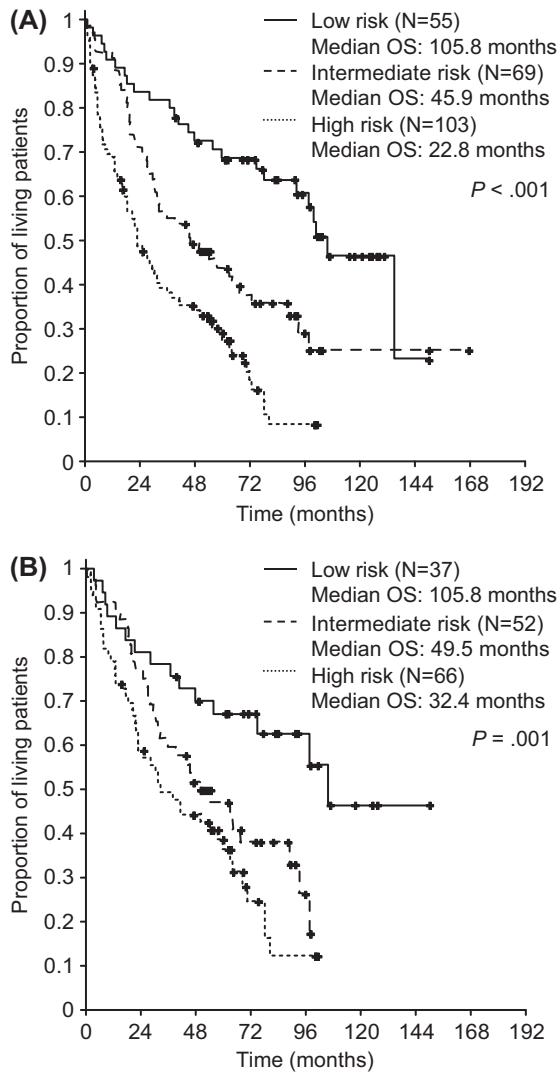 (A)
Low risk (N=55)
Median OS: 105.8 months
Intermediate risk (N=69)
Median OS: 45.9 months
High risk (N=103)
Median OS: 22.8 months
P < .001
Proportion of living patients
1
0.9
0.8
0.7
0.6
0.5
0.4
0.3
0.2
0.1
0
0 24 48 72 96 120 144 168 192
Time (months)
(B)
Low risk (N=37)
Median OS: 105.8 months
Intermediate risk (N=52)
Median OS: 49.5 months
High risk (N=66)
Median OS: 32.4 months
P = .001
Proportion of living patients
1
0.9
0.8
0.7
0.6
0.5
0.4
0.3
0.2
0.1
0
0 24 48 72 96 120 144 168 192
Time (months)